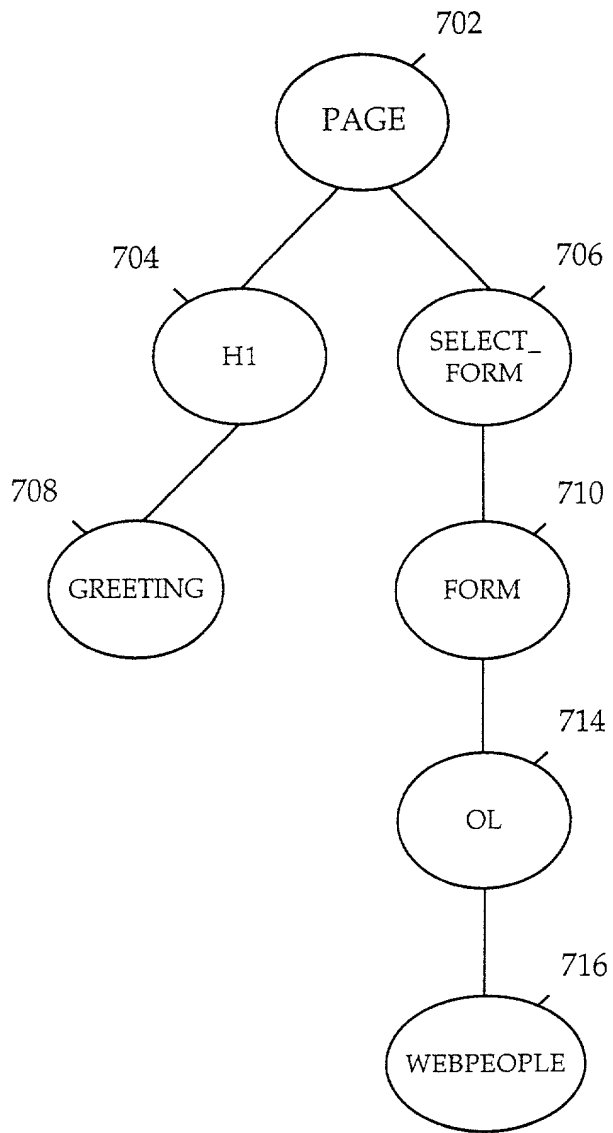 702
PAGE
704
706
H1
SELECT_
FORM
708
710
GREETING
FORM
714
OL
716
WEBPEOPLE